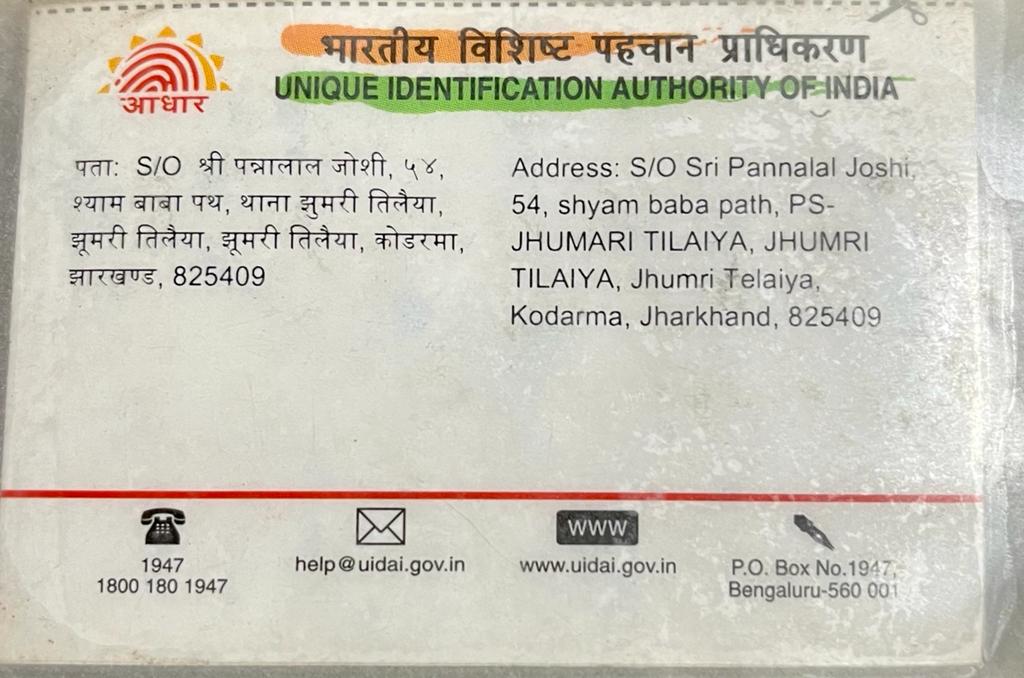 आधार
भारतीय विशिष्ट पहचान प्राधिकरण
UNIQUE IDENTIFICATION AUTHORITY OF INDIA
पता: S/O श्री पन्नालाल जोशी, ५४,
श्याम बाबा पथ, थाना झुमरी तिलैया,
झूमरी तिलैया, झूमरी तिलैया, कोडरमा,
झारखण्ड, 825409
Address: S/O Sri Pannalal Joshi,
54, shyam baba path, PS-
JHUMARI TILAIYA, JHUMRI
TILAIYA, Jhumri Telaiya,
Kodarma, Jharkhand, 825409
1947
1800 180 1947
help@uidai.gov.in
www
www.uidai.gov.in
P.O. Box No.1947,
Bengaluru-560 001